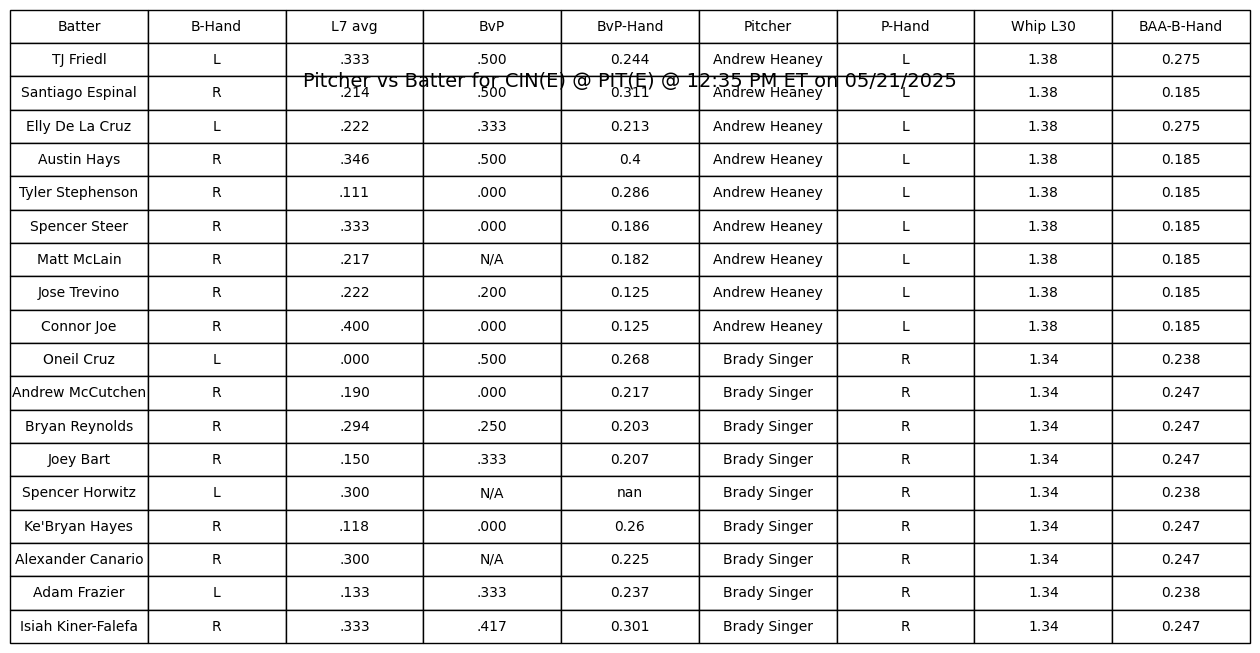 Batter B-Hand L7 avg BvP BvP-Hand Pitcher P-Hand Whip L30 BAA-B-Hand
TJ Friedl L .333 .500 0.244 Andrew Heaney L 1.38 0.275
Pitcher vs Batter for CIN(E) @ PIT(E) @ 12:35 PM ET on 05/21/2025
Santiago Espinal R .214 .500 0.311 Andrew Heaney L 1.38 0.185
Elly De La Cruz L .222 .333 0.213 Andrew Heaney L 1.38 0.275
Austin Hays R .346 .500 0.4 Andrew Heaney L 1.38 0.185
Tyler Stephenson R .111 .000 0.286 Andrew Heaney L 1.38 0.185
Spencer Steer R .333 .000 0.186 Andrew Heaney L 1.38 0.185
Matt McLain R .217 N/A 0.182 Andrew Heaney L 1.38 0.185
Jose Trevino R .222 .200 0.125 Andrew Heaney L 1.38 0.185
Connor Joe R .400 .000 0.125 Andrew Heaney L 1.38 0.185
Oneil Cruz L .000 .500 0.268 Brady Singer R 1.34 0.238
Andrew McCutchen R .190 .000 0.217 Brady Singer R 1.34 0.247
Bryan Reynolds R .294 .250 0.203 Brady Singer R 1.34 0.247
Joey Bart R .150 .333 0.207 Brady Singer R 1.34 0.247
Spencer Horwitz L .300 N/A nan Brady Singer R 1.34 0.238
Ke'Bryan Hayes R .118 .000 0.26 Brady Singer R 1.34 0.247
Alexander Canario R .300 N/A 0.225 Brady Singer R 1.34 0.247
Adam Frazier L .133 .333 0.237 Brady Singer R 1.34 0.238
Isiah Kiner-Falefa R .333 .417 0.301 Brady Singer R 1.34 0.247